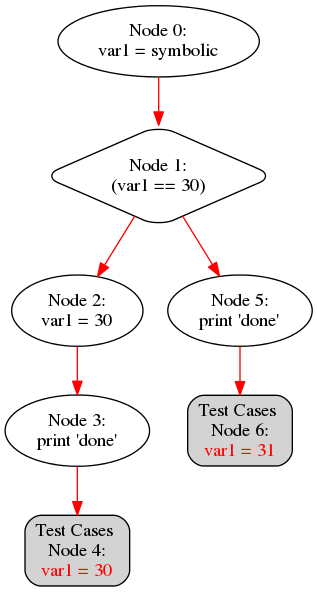 Node 0:
var1 = symbolic
Node 1:
(var1 == 30)
Node 2:
var1 = 30
Node 5:
print 'done'
Node 3:
print 'done'
Test Cases
Node 6:
var1 = 31
Test Cases
Node 4:
var1 = 30